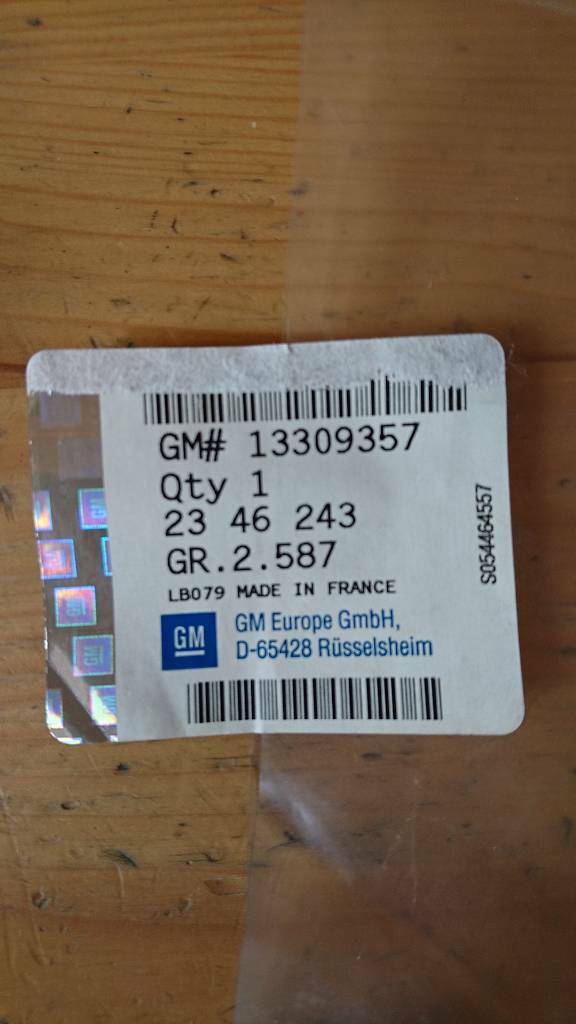 GM# 13309357
Qty 1
23 46 243
GR.2.587
LB079 MADE IN FRANCE
GM
GM Europe GmbH,
D-65428 Rüsselsheim
S054464557